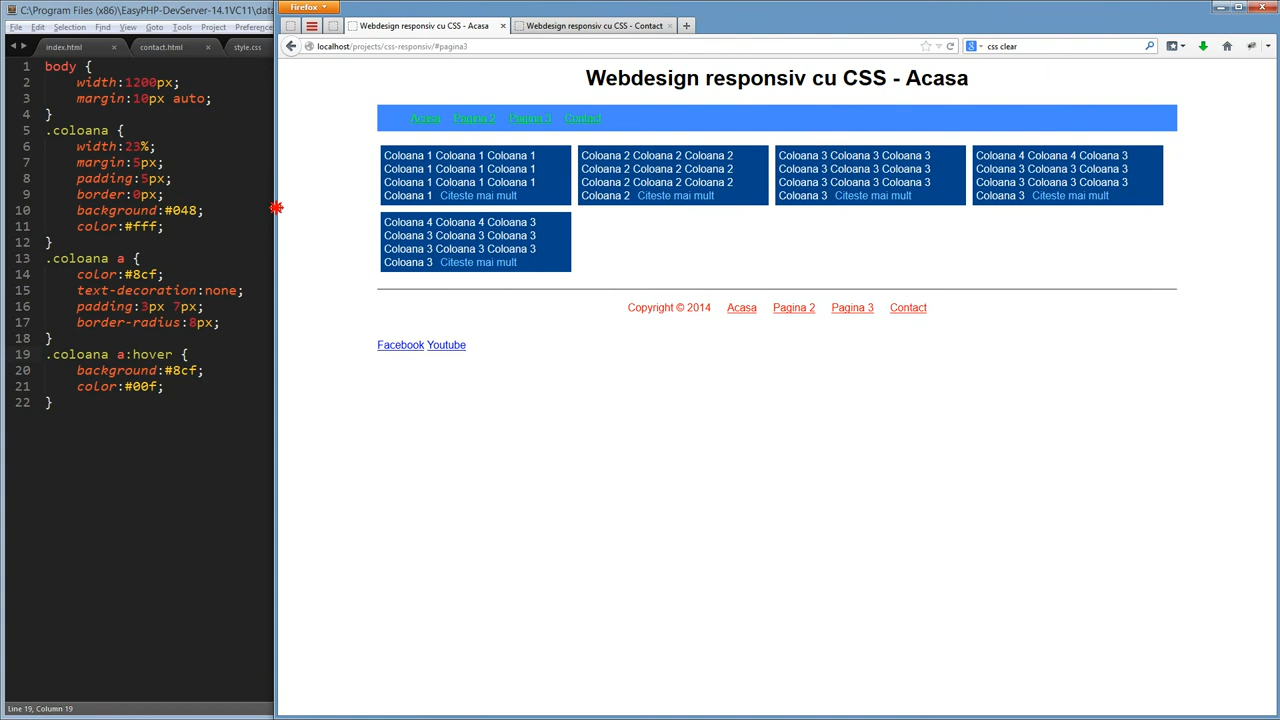 C:\Program Files (x86)\EasyPHP-DevServer-14.1VC11\data
File Edit Selection Find View Goto Tools Project Preference
index.html contact.html style.css
1 body {
2 width:1200px;
3 margin:10px auto;
4 }
5 .coloana {
6 width:23%;
7 margin:5px;
8 padding:5px;
9 border:0px;
10 background:#048;
11 color:#fff;
12 }
13 .coloana a {
14 color:#8cf;
15 text-decoration:none;
16 padding:3px 7px;
17 border-radius:8px;
18 }
19 .coloana a:hover {
20 background:#8cf;
21 color:#00f;
22 }
Line 19, Column 19
Firefox
Webdesign responsiv cu CSS - Acasa
Webdesign responsiv cu CSS - Contact
localhost/projects/css-responsiv/#pagina3
css clear
Webdesign responsiv cu CSS - Acasa
Acasa Pagina 2 Pagina 3 Contact
Coloana 1 Coloana 1 Coloana 1
Coloana 1 Coloana 1 Coloana 1
Coloana 1 Coloana 1 Coloana 1
Coloana 1 Citeste mai mult
Coloana 2 Coloana 2 Coloana 2
Coloana 2 Coloana 2 Coloana 2
Coloana 2 Coloana 2 Coloana 2
Coloana 2 Citeste mai mult
Coloana 3 Coloana 3 Coloana 3
Coloana 3 Coloana 3 Coloana 3
Coloana 3 Coloana 3 Coloana 3
Coloana 3 Citeste mai mult
Coloana 4 Coloana 4 Coloana 3
Coloana 3 Coloana 3 Coloana 3
Coloana 3 Coloana 3 Coloana 3
Coloana 3 Citeste mai mult
Coloana 4 Coloana 4 Coloana 3
Coloana 3 Coloana 3 Coloana 3
Coloana 3 Coloana 3 Coloana 3
Coloana 3 Citeste mai mult
Copyright © 2014 Acasa Pagina 2 Pagina 3 Contact
Facebook Youtube